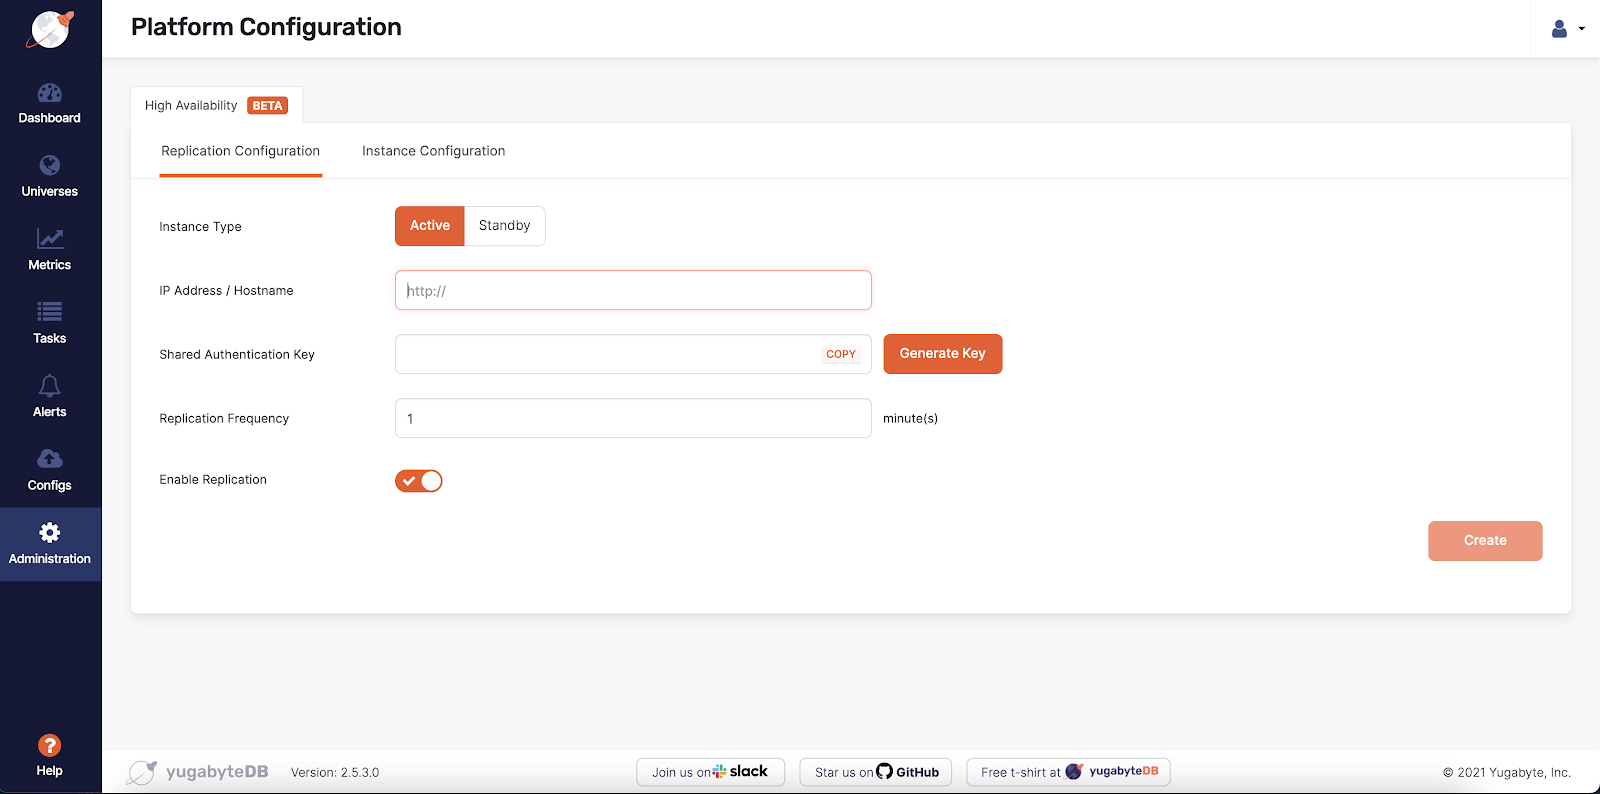 Platform Configuration
Dashboard
Universes
Metrics
Tasks
Alerts
Configs
Administration
Help
High Availability BETA
Replication Configuration Instance Configuration
Instance Type Active Standby
IP Address / Hostname http://
Shared Authentication Key COPY Generate Key
Replication Frequency 1 minute(s)
Enable Replication
Create
yugabyteDB Version: 2.5.3.0 Join us on slack Star us on GitHub Free t-shirt at yugabyteDB © 2021 Yugabyte, Inc.